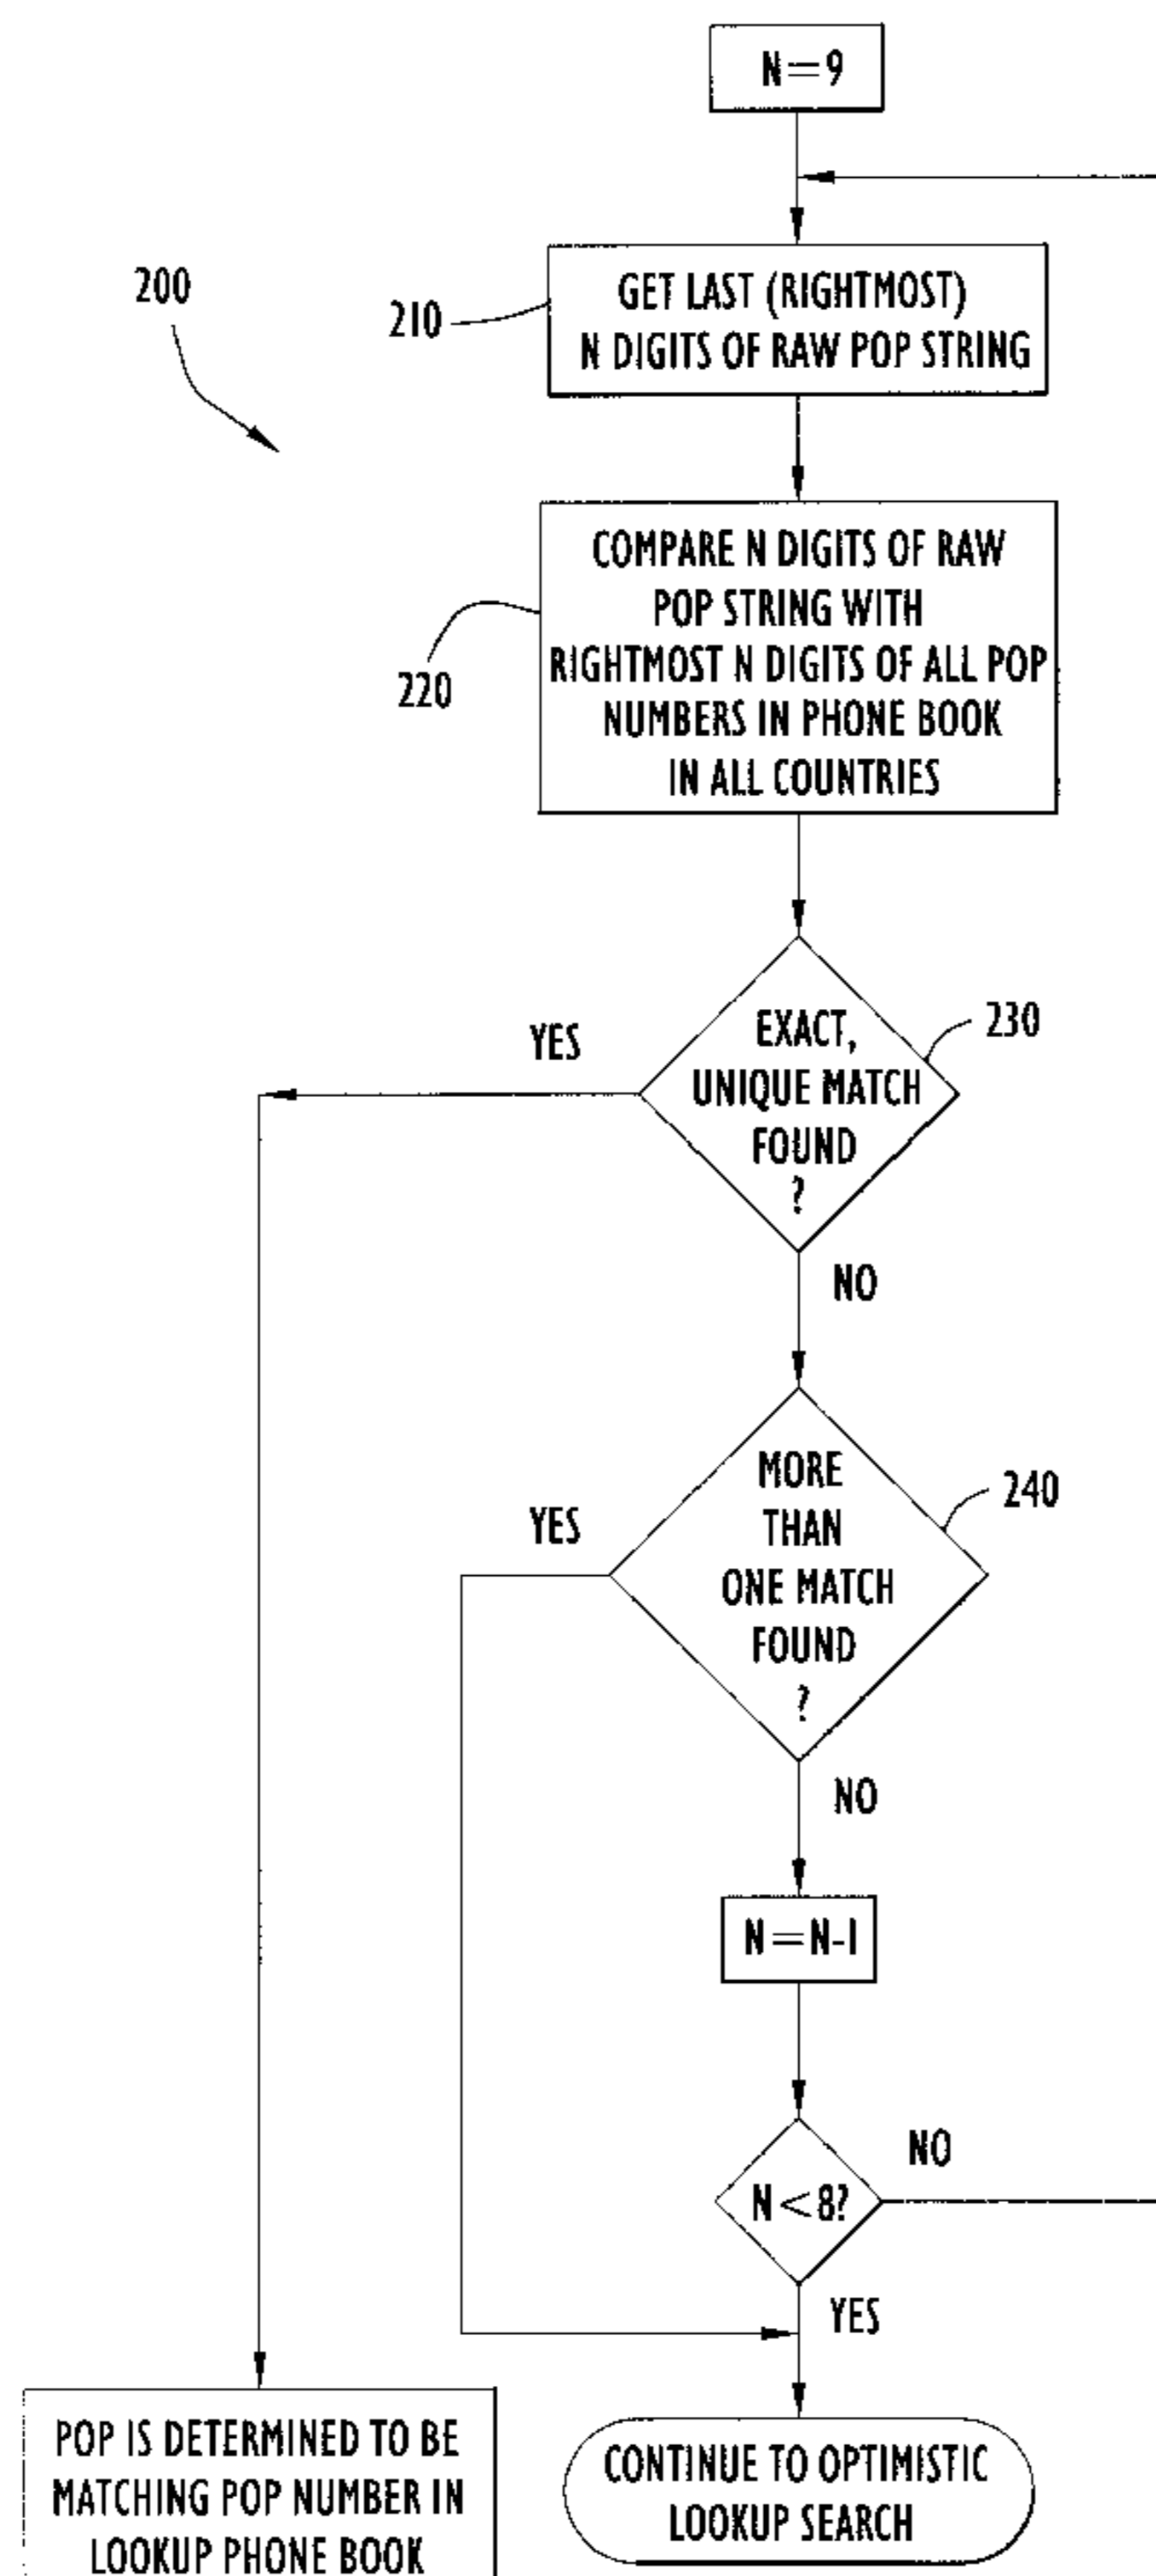 N=9
200
210
GET LAST (RIGHTMOST)
N DIGITS OF RAW POP STRING
COMPARE N DIGITS OF RAW
POP STRING WITH
RIGHTMOST N DIGITS OF ALL POP
NUMBERS IN PHONE BOOK
IN ALL COUNTRIES
220
YES
EXACT,
UNIQUE MATCH
FOUND
?
230
NO
YES
MORE
THAN
ONE MATCH
FOUND
?
240
NO
N=N-1
N<8?
NO
YES
POP IS DETERMINED TO BE
MATCHING POP NUMBER IN
LOOKUP PHONE BOOK
CONTINUE TO OPTIMISTIC
LOOKUP SEARCH